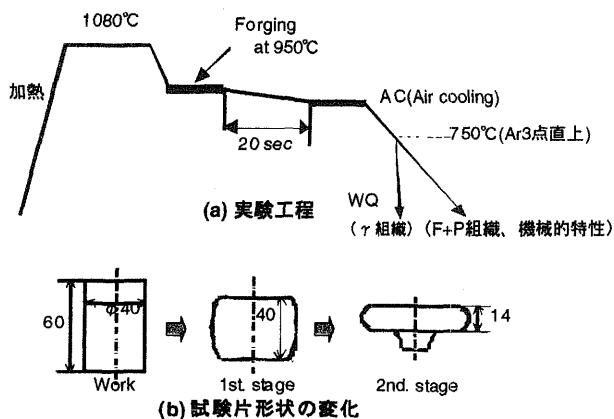 1080℃
Forging
at 950℃
加熱
AC(Air cooling)
20 sec
750℃(Ar3点直上)
(a) 実験工程
WQ
(γ組織) (F+P組織、機械的特性)
60
φ40
40
14
Work
1st. stage
2nd. stage
(b) 試験片形状の変化